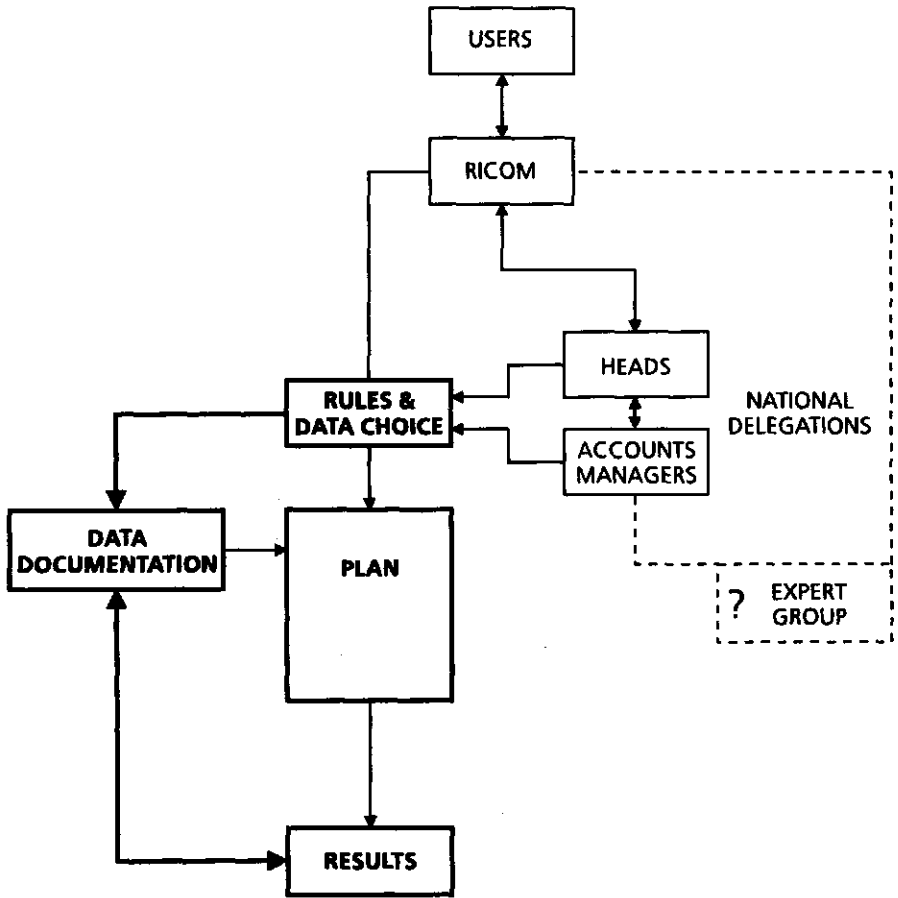 USERS
RICOM
HEADS
RULES &
DATA CHOICE
NATIONAL
DELEGATIONS
ACCOUNTS
MANAGERS
DATA
DOCUMENTATION
PLAN
? EXPERT
GROUP
RESULTS